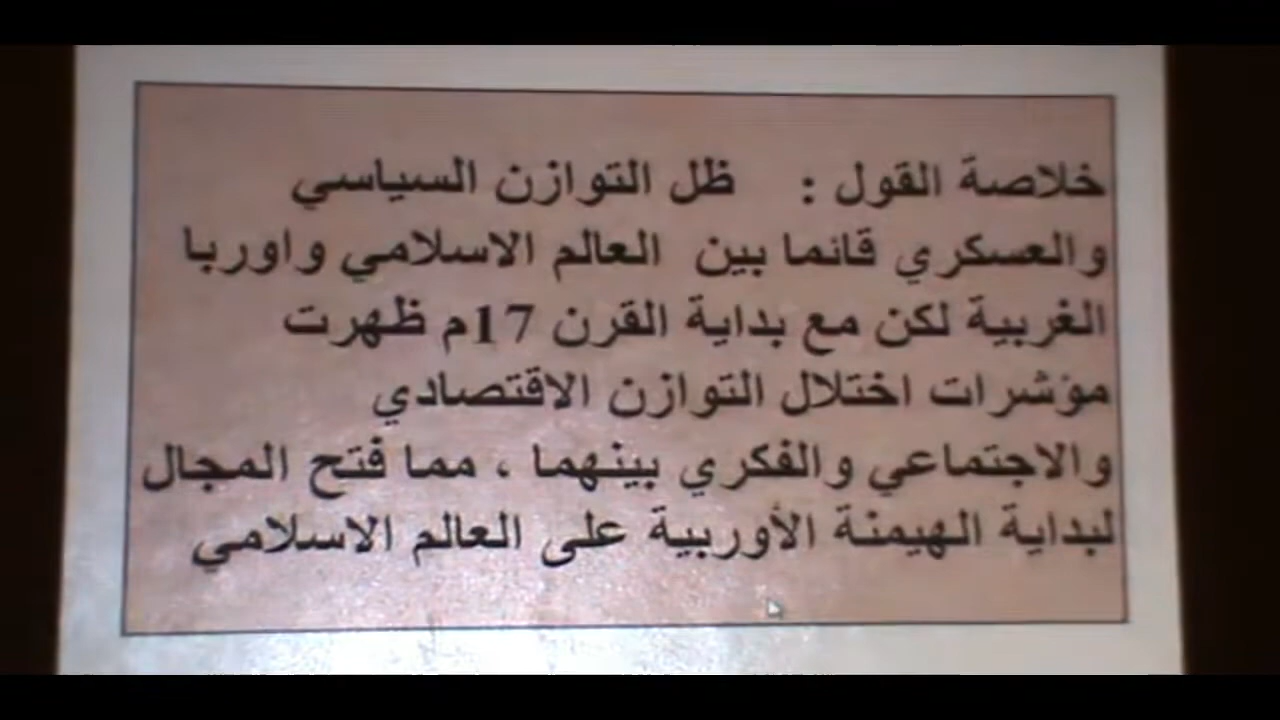 خلاصة القول : ظل التوازن السياسي
والعسكري قائما بين العالم الاسلامي واوربا
الغربية لكن مع بداية القرن 17م ظهرت
مؤشرات اختلال التوازن الاقتصادي
والاجتماعي والفكري بينهما ، مما فتح المجال
لبداية الهيمنة الأوربية على العالم الاسلامي